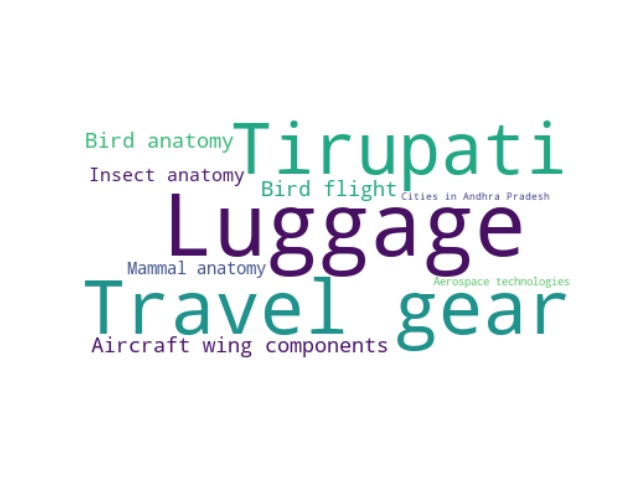 Bird anatomy
Tirupati
Insect anatomy
Bird flight
Cities in Andhra Pradesh
Luggage
Mammal anatomy
Aerospace technologies
Travel gear
Aircraft wing components